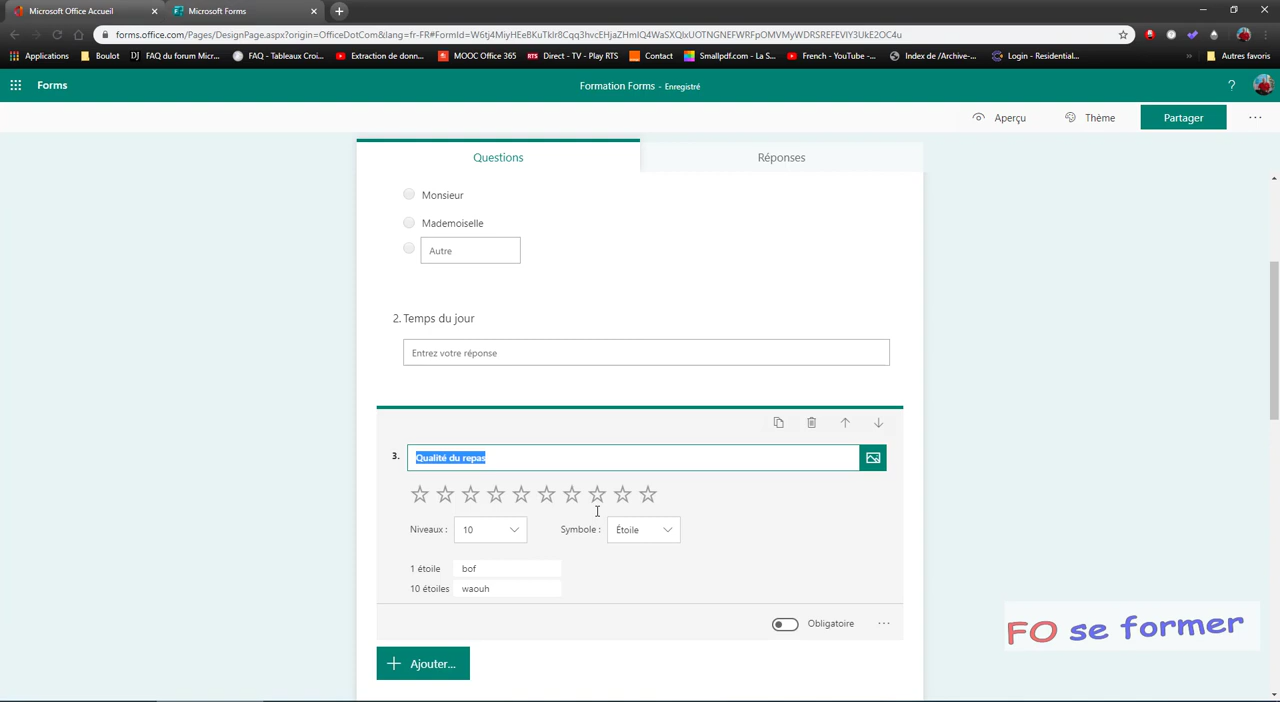 Microsoft Office Accueil
Microsoft Forms
forms.office.com/Pages/DesignPage.aspx?origin=OfficeDotCom&lang=fr-FR#FormId=
Applications
Boulot
FAQ du forum Micr...
FAQ - Tableaux Croi...
Extraction de donn...
MOOC Office 365
Direct - TV - Play RTS
Contact
Smallpdf.com - La S...
French - YouTube -...
Index de /Archive-...
Login - Residential...
»
Autres favoris
Forms
Formation Forms - Enregistré
?
Aperçu
Thème
Partager
...
Questions
Réponses
Monsieur
Mademoiselle
Autre
2. Temps du jour
Entrez votre réponse
3. Qualité du repas
Niveaux : 10
Symbole : Étoile
1 étoile bof
10 étoiles waouh
Obligatoire
...
Ajouter...
FO se former